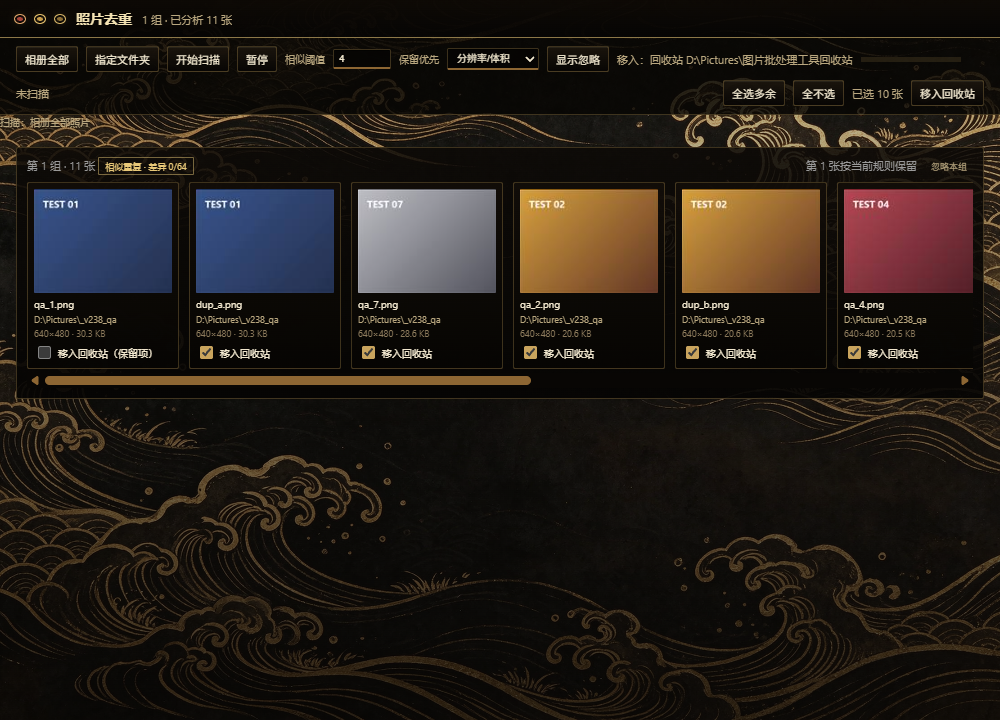 照片去重 1 组 · 已分析 11 张
相册全部 指定文件夹 开始扫描 暂停 相似阈值 4 保留优先 分辨率/体积 显示忽略 移入: 回收站 D:\Pictures\图片批处理工具回收站
未扫描 全选多余 全不选 已选 10 张 移入回收站
扫描: 相册全部照片
第 1 组 · 11 张 相似重复 · 差异 0/64 第 1 张按当前规则保留 忽略本组
TEST 01 TEST 01 TEST 07 TEST 02 TEST 02 TEST 04
qa_1.png dup_a.png qa_7.png qa_2.png dup_b.png qa_4.png
D:\Pictures\_v238_qa D:\Pictures\_v238_qa D:\Pictures\_v238_qa D:\Pictures\_v238_qa D:\Pictures\_v238_qa D:\Pictures\_v238_qa
640×480 · 30.3 KB 640×480 · 30.3 KB 640×480 · 28.6 KB 640×480 · 20.6 KB 640×480 · 20.6 KB 640×480 · 20.5 KB
移入回收站（保留项） 移入回收站 移入回收站 移入回收站 移入回收站 移入回收站